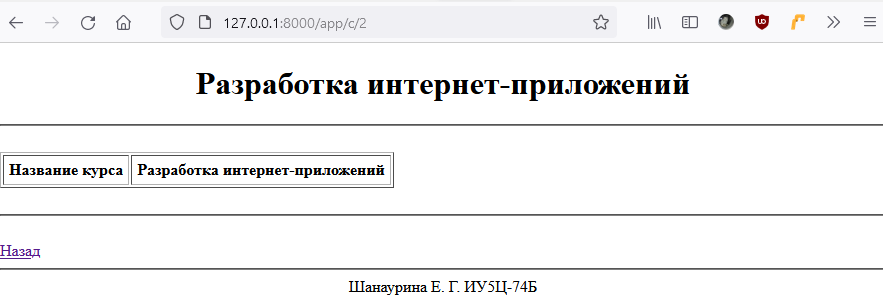 127.0.0.1:8000/app/c/2
Разработка интернет-приложений
Название курса Разработка интернет-приложений
Назад
Шанаурина Е. Г. ИУ5Ц-74Б